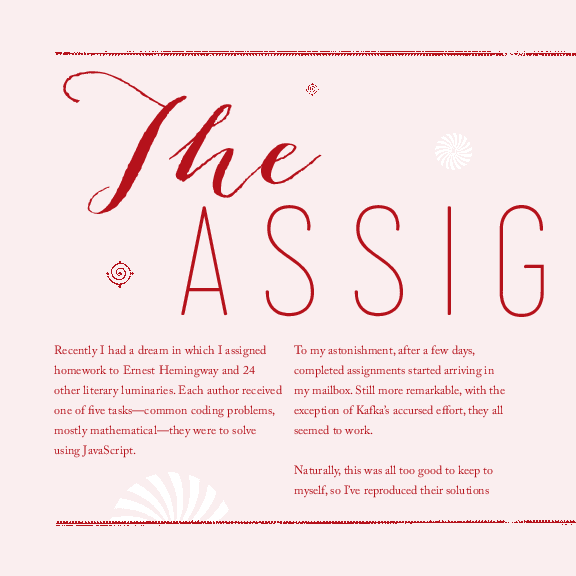 The
ASSIG
Recently I had a dream in which I assigned
homework to Ernest Hemingway and 24
other literary luminaries. Each author received
one of five tasks—common coding problems,
mostly mathematical—they were to solve
using JavaScript.
To my astonishment, after a few days,
completed assignments started arriving in
my mailbox. Still more remarkable, with the
exception of Kafka's accursed effort, they all
seemed to work.
Naturally, this was all too good to keep to
myself, so I've reproduced their solutions